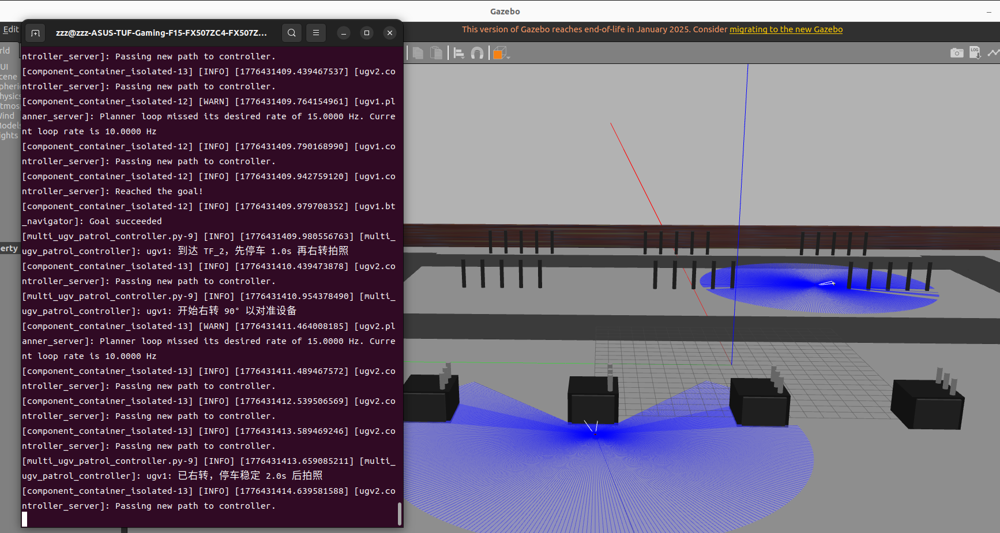 Gazebo
Edit
zzz@zzz-ASUS-TUF-Gaming-F15-FX507ZC4-FX507Z...
This version of Gazebo reaches end-of-life in January 2025. Consider migrating to the new Gazebo
rld
UI
cene
pheri
hysics
tmos
Wind
Models
ights
erty
LOG
ntroller_server]: Passing new path to controller.
[component_container_isolated-13] [INFO] [1776431409.439467537] [ugv2.co
ntroller_server]: Passing new path to controller.
[component_container_isolated-12] [WARN] [1776431409.764154961] [ugv1.pl
anner_server]: Planner loop missed its desired rate of 15.0000 Hz. Curre
nt loop rate is 10.0000 Hz
[component_container_isolated-12] [INFO] [1776431409.790168990] [ugv1.co
ntroller_server]: Passing new path to controller.
[component_container_isolated-12] [INFO] [1776431409.942759120] [ugv1.co
ntroller_server]: Reached the goal!
[component_container_isolated-12] [INFO] [1776431409.979708352] [ugv1.bt
_navigator]: Goal succeeded
[multi_ugv_patrol_controller.py-9] [INFO] [1776431409.980556763] [multi_
ugv_patrol_controller]: ugv1: 到达 TF_2，先停车 1.0s 再右转拍照
[component_container_isolated-13] [INFO] [1776431410.439473878] [ugv2.co
ntroller_server]: Passing new path to controller.
[multi_ugv_patrol_controller.py-9] [INFO] [1776431410.954378490] [multi_
ugv_patrol_controller]: ugv1: 开始右转 90° 以对准设备
[component_container_isolated-13] [WARN] [1776431411.464008185] [ugv2.pl
anner_server]: Planner loop missed its desired rate of 15.0000 Hz. Curre
nt loop rate is 10.0000 Hz
[component_container_isolated-13] [INFO] [1776431411.489467572] [ugv2.co
ntroller_server]: Passing new path to controller.
[component_container_isolated-13] [INFO] [1776431412.539506569] [ugv2.co
ntroller_server]: Passing new path to controller.
[component_container_isolated-13] [INFO] [1776431413.589469246] [ugv2.co
ntroller_server]: Passing new path to controller.
[multi_ugv_patrol_controller.py-9] [INFO] [1776431413.659085211] [multi_
ugv_patrol_controller]: ugv1: 已右转，停车稳定 2.0s 后拍照
[component_container_isolated-13] [INFO] [1776431414.639581588] [ugv2.co
ntroller_server]: Passing new path to controller.